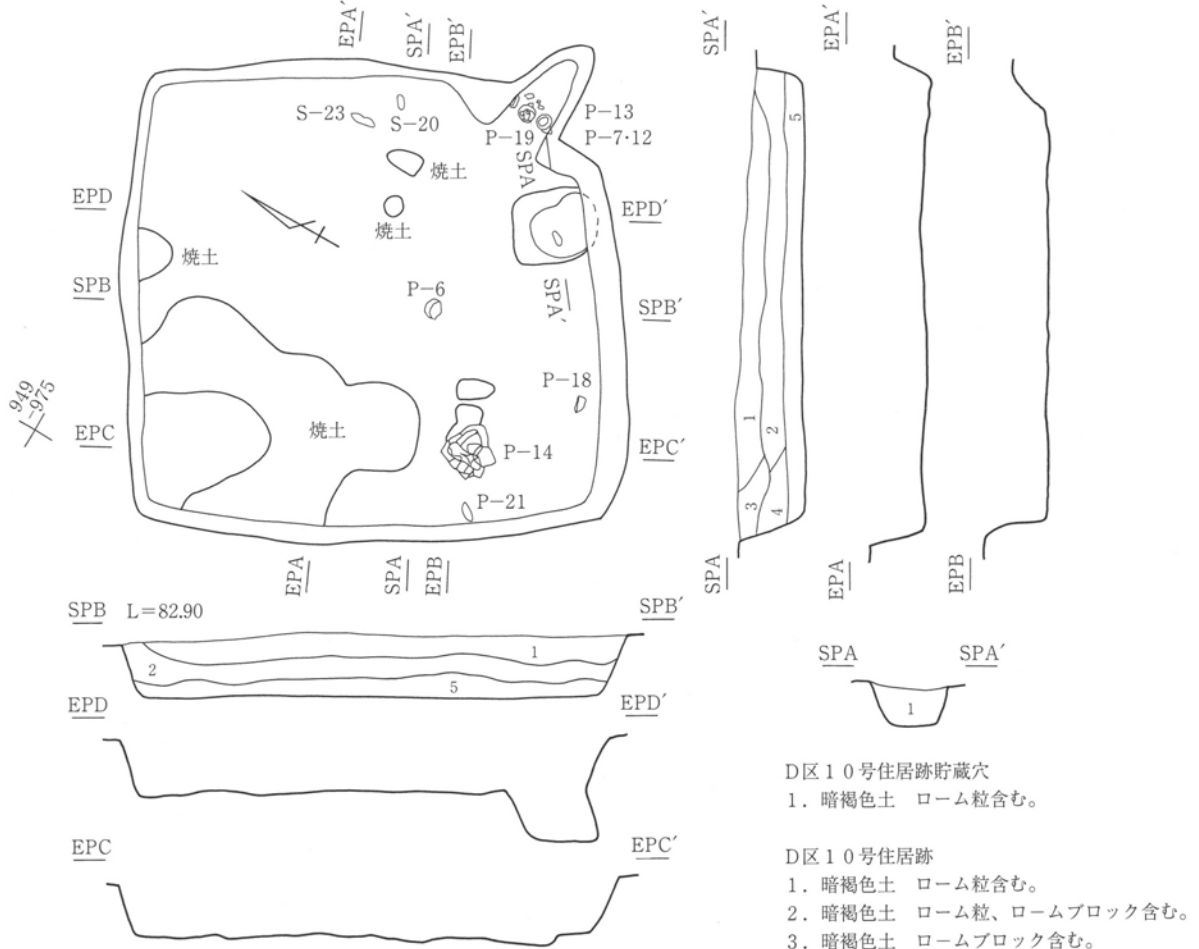 EPA′
SPA′
EPB′
S-23
S-20
P-19
P-13
P-7·12
SPA
焼土
EPD
EPD′
焼土
焼土
SPB
P-6
SPA′
SPB′
949
-975
P-18
EPC
焼土
P-14
EPC′
P-21
EPA
SPA
EPB
SPA′
EPA′
EPB′
5
1
2
3
4
SPA
EPA
EPB
SPB L=82.90
SPB′
1
2
5
EPD
EPD′
EPC
EPC′
SPA
SPA′
1
D区10号住居跡貯蔵穴
1. 暗褐色土 ローム粒含む。
D区10号住居跡
1. 暗褐色土 ローム粒含む。
2. 暗褐色土 ローム粒、ロームブロック含む。
3. 暗褐色土 ロームブロック含む。